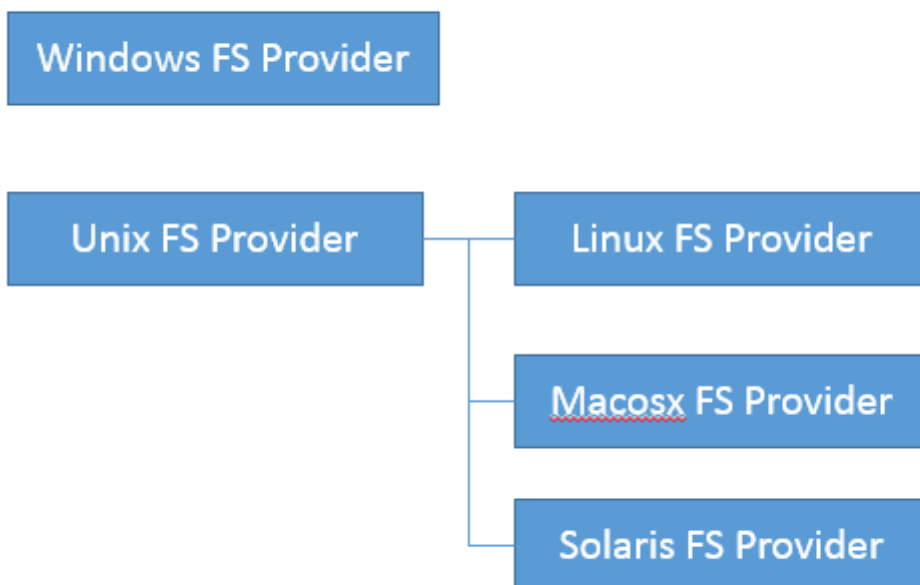 Windows FS Provider
Unix FS Provider
Linux FS Provider
Macosx FS Provider
Solaris FS Provider